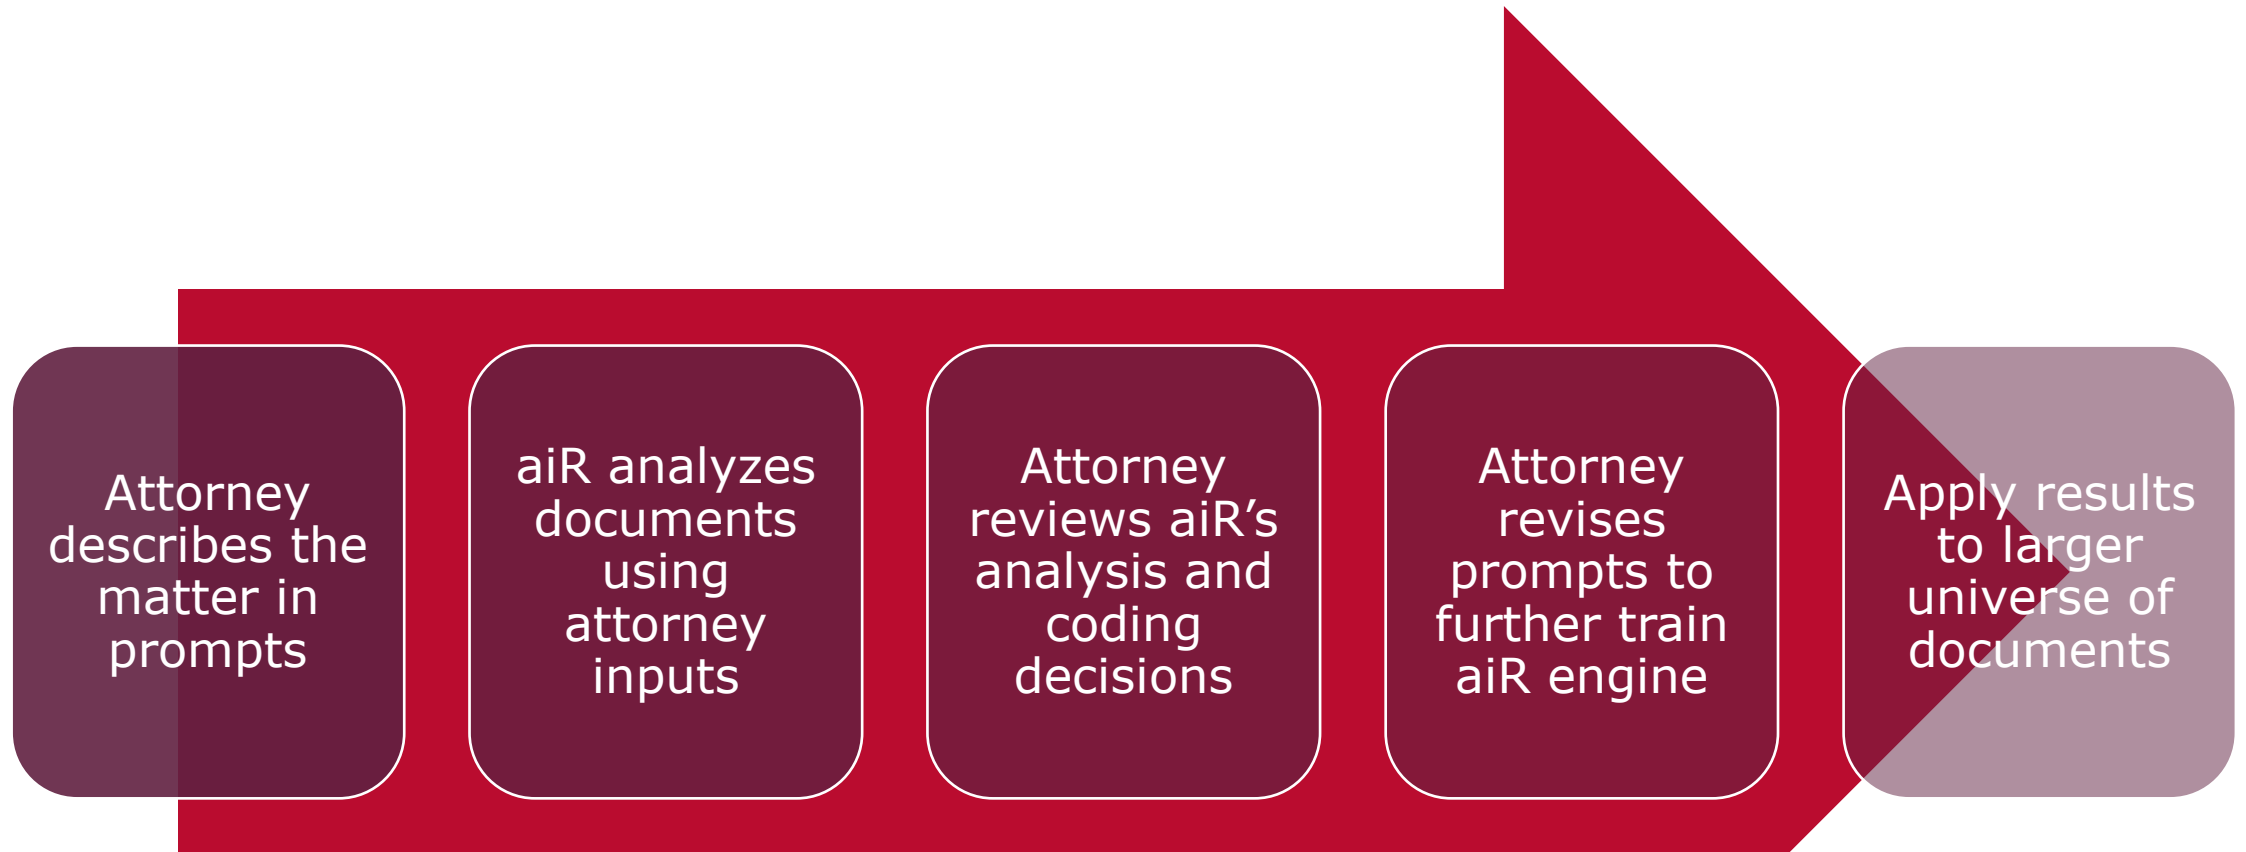 Attorney
describes the
matter in
prompts
aiR analyzes
documents
using
attorney
inputs
Attorney
reviews aiR’s
analysis and
coding
decisions
Attorney
revises
prompts to
further train
aiR engine
Apply results
to larger
universe of
documents